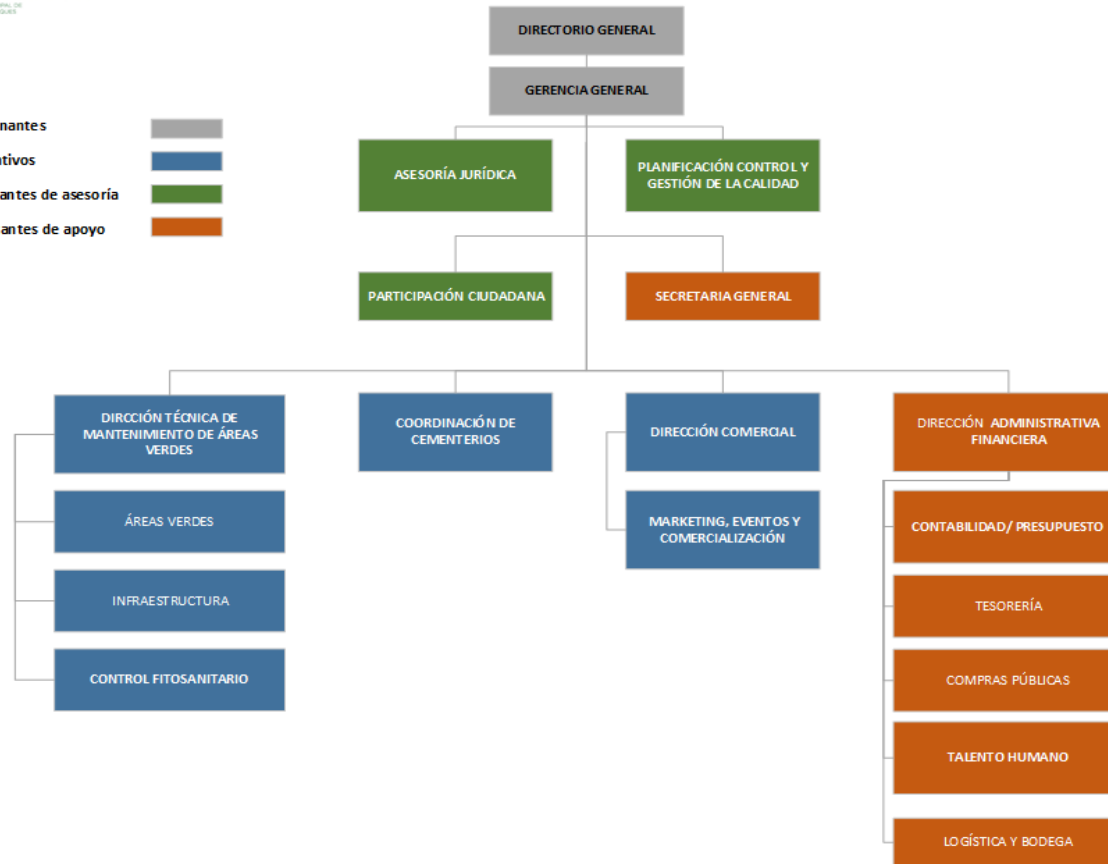 DIRECTORIO GENERAL
GERENCIA GENERAL
nantes
tivos
antes de asesoría
antes de apoyo
ASESORÍA JURÍDICA
PLANIFICACIÓN CONTROL Y
GESTIÓN DE LA CALIDAD
PARTICIPACIÓN CIUDADANA
SECRETARIA GENERAL
DIRCCIÓN TÉCNICA DE
MANTENIMIENTO DE ÁREAS
VERDES
COORDINACIÓN DE
CEMENTERIOS
DIRECCIÓN COMERCIAL
DIRECCIÓN ADMINISTRATIVA
FINANCIERA
ÁREAS VERDES
MARKETING, EVENTOS Y
COMERCIALIZACIÓN
CONTABILIDAD/ PRESUPUESTO
INFRAESTRUCTURA
TESORERÍA
CONTROL FITOSANITARIO
COMPRAS PÚBLICAS
TALENTO HUMANO
LOGÍSTICA Y BODEGA